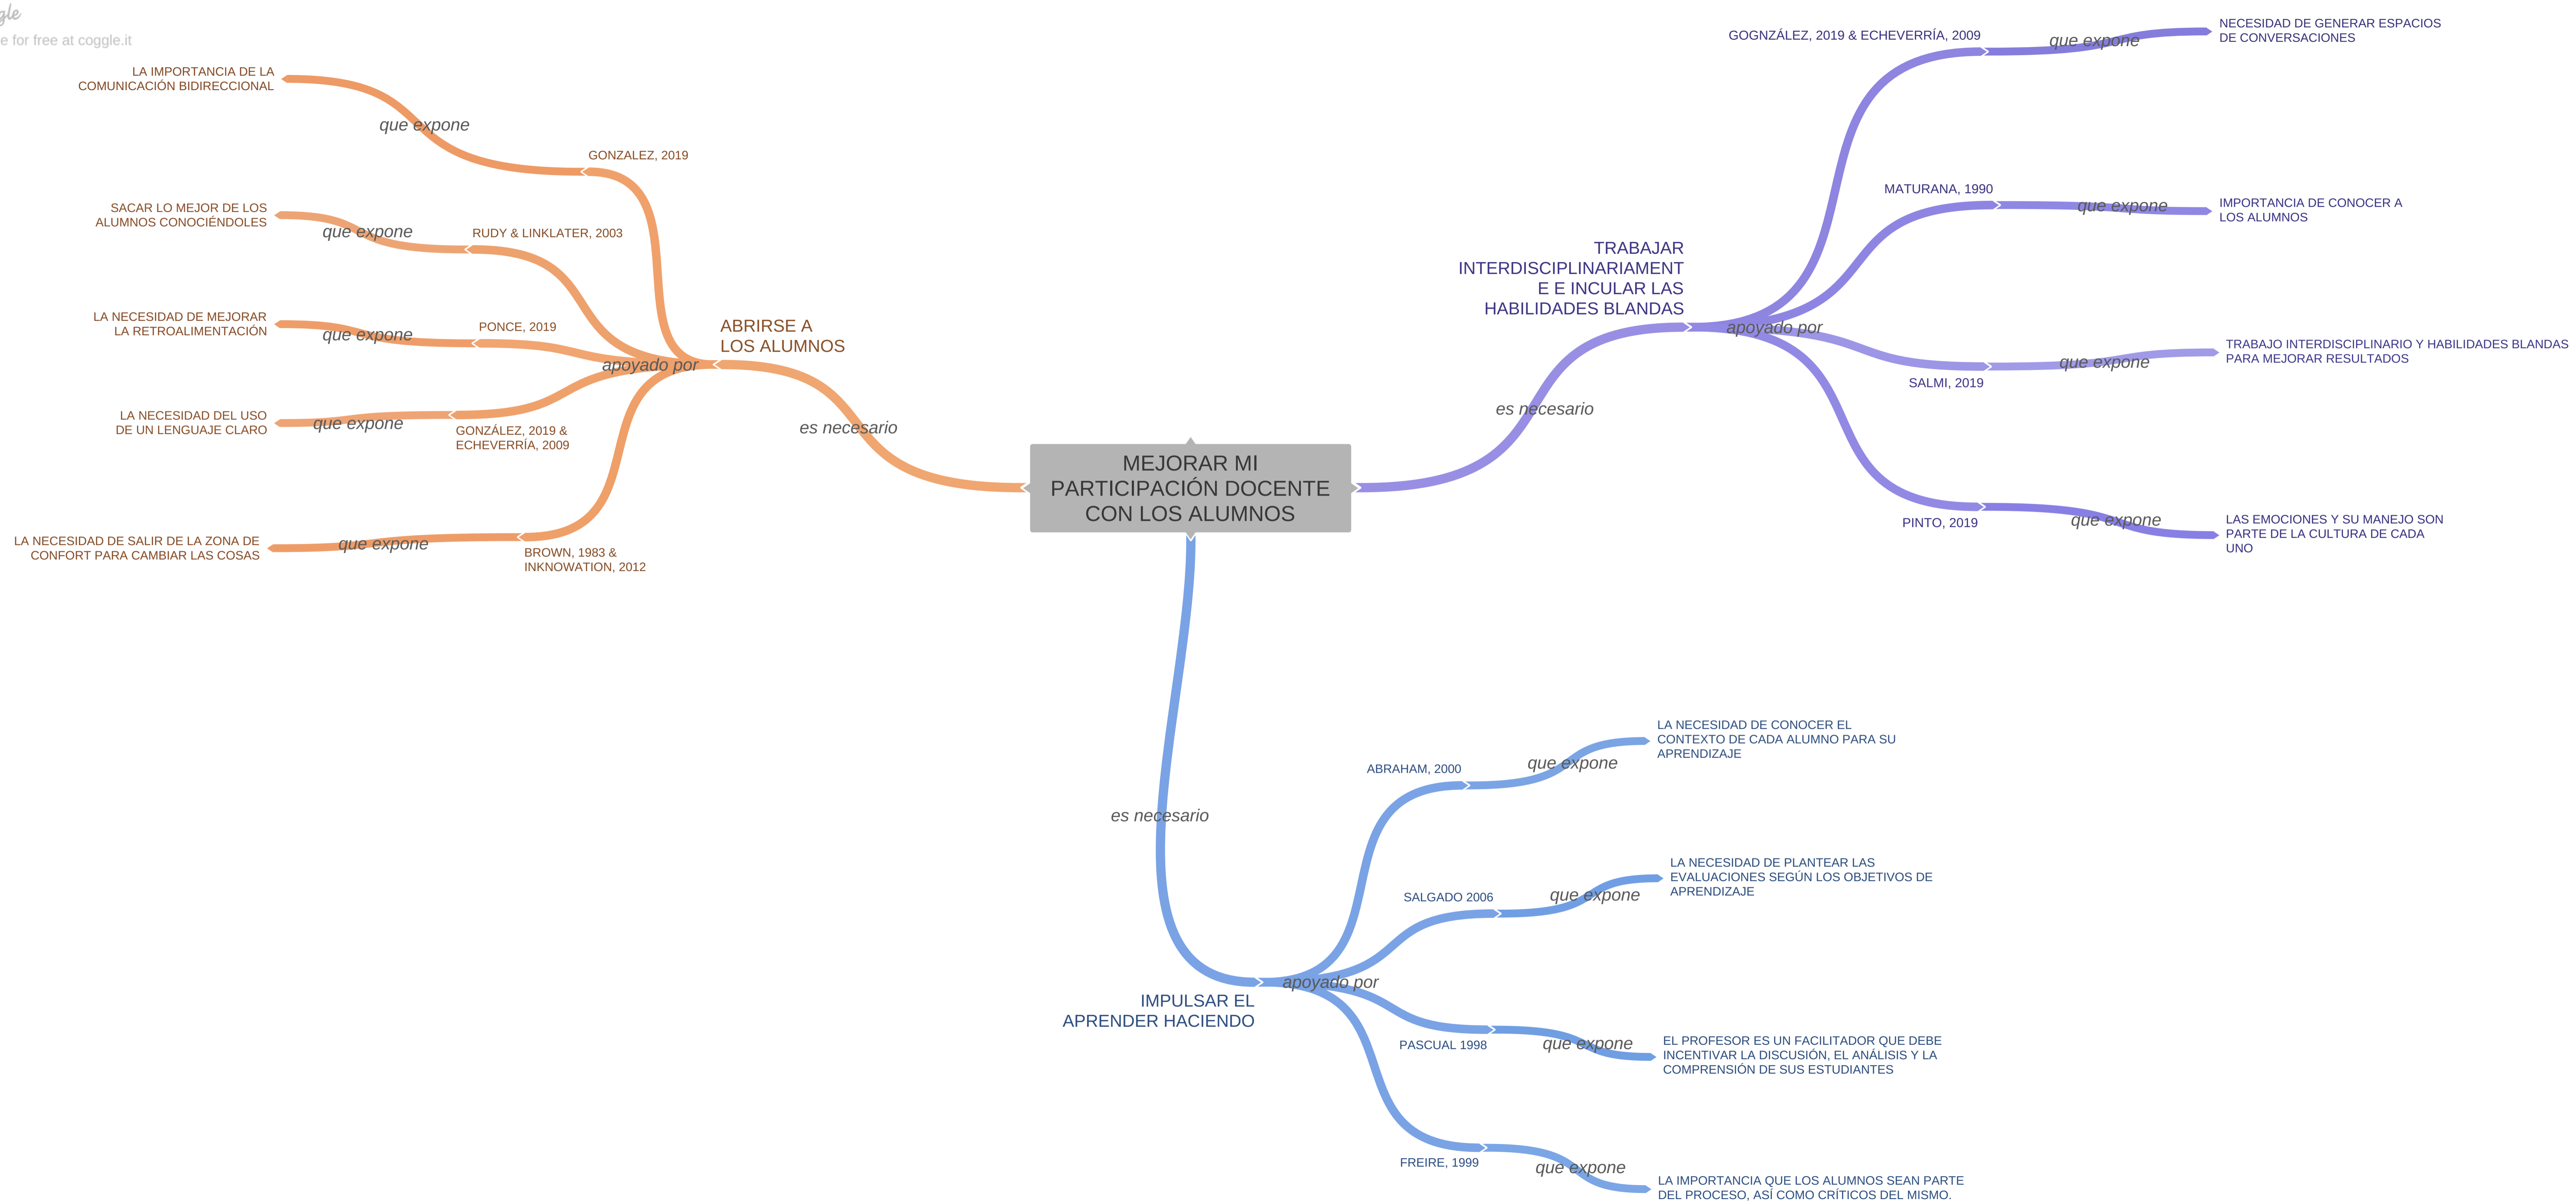 e for free at coggle.it
MEJORAR MI
PARTICIPACIÓN DOCENTE
CON LOS ALUMNOS
es necesario
ABRIRSE A
LOS ALUMNOS
apoyado por
GONZALEZ, 2019
que expone
LA IMPORTANCIA DE LA
COMUNICACIÓN BIDIRECCIONAL
RUDY & LINKLATER, 2003
que expone
SACAR LO MEJOR DE LOS
ALUMNOS CONOCIÉNDOLES
PONCE, 2019
que expone
LA NECESIDAD DE MEJORAR
LA RETROALIMENTACIÓN
GONZÁLEZ, 2019 &
ECHEVERRÍA, 2009
que expone
LA NECESIDAD DEL USO
DE UN LENGUAJE CLARO
BROWN, 1983 &
INKNOWATION, 2012
que expone
LA NECESIDAD DE SALIR DE LA ZONA DE
CONFORT PARA CAMBIAR LAS COSAS
es necesario
TRABAJAR
INTERDISCIPLINARIAMENT
E E INCULAR LAS
HABILIDADES BLANDAS
apoyado por
GOGNZÁLEZ, 2019 & ECHEVERRÍA, 2009
que expone
NECESIDAD DE GENERAR ESPACIOS
DE CONVERSACIONES
MATURANA, 1990
que expone
IMPORTANCIA DE CONOCER A
LOS ALUMNOS
SALMI, 2019
que expone
TRABAJO INTERDISCIPLINARIO Y HABILIDADES BLANDAS
PARA MEJORAR RESULTADOS
PINTO, 2019
que expone
LAS EMOCIONES Y SU MANEJO SON
PARTE DE LA CULTURA DE CADA
UNO
es necesario
IMPULSAR EL
APRENDER HACIENDO
apoyado por
ABRAHAM, 2000
que expone
LA NECESIDAD DE CONOCER EL
CONTEXTO DE CADA ALUMNO PARA SU
APRENDIZAJE
SALGADO 2006
que expone
LA NECESIDAD DE PLANTEAR LAS
EVALUACIONES SEGÚN LOS OBJETIVOS DE
APRENDIZAJE
PASCUAL 1998
que expone
EL PROFESOR ES UN FACILITADOR QUE DEBE
INCENTIVAR LA DISCUSIÓN, EL ANÁLISIS Y LA
COMPRENSIÓN DE SUS ESTUDIANTES
FREIRE, 1999
que expone
LA IMPORTANCIA QUE LOS ALUMNOS SEAN PARTE
DEL PROCESO, ASÍ COMO CRÍTICOS DEL MISMO.